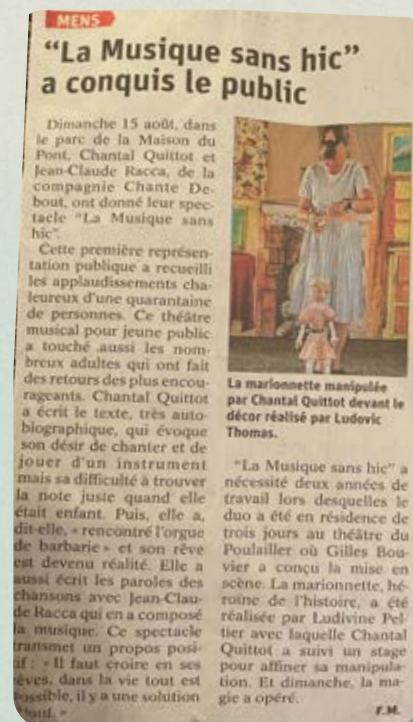 MENS
“La Musique sans hic”
a conquis le public
Dimanche 15 août, dans
le parc de la Maison du
Pont, Chantal Quittot et
Jean-Claude Racca, de la
compagnie Chante De-
bout, ont donné leur spec-
tacle “La Musique sans
hic”.
Cette première représen-
tation publique a recueilli
les applaudissements cha-
leureux d'une quarantaine
de personnes. Ce théâtre
musical pour jeune public
a touché aussi les nom-
breux adultes qui ont fait
des retours des plus encou-
rageants. Chantal Quittot
a écrit le texte, très auto-
biographique, qui évoque
son désir de chanter et de
jouer d'un instrument
mais sa difficulté à trouver
la note juste quand elle
était enfant. Puis, elle a,
dit-elle, « rencontré l'orgue
de barbarie » et son rêve
est devenu réalité. Elle a
aussi écrit les paroles des
chansons avec Jean-Clau-
de Racca qui en a composé
la musique. Ce spectacle
transmet un propos posi-
tif : « Il faut croire en ses
rêves, dans la vie tout est
possible, il y a une solution
tout. »
La marionnette manipulée
par Chantal Quittot devant le
décor réalisé par Ludovic
Thomas.
“La Musique sans hic” a
nécessité deux années de
travail lors desquelles le
duo a été en résidence de
trois jours au théâtre du
Poulailler où Gilles Bou-
vier a conçu la mise en
scène. La marionnette, hé-
roïne de l'histoire, a été
réalisée par Ludivine Pel-
tier avec laquelle Chantal
Quittot a suivi un stage
pour affiner sa manipula-
tion. Et dimanche, la ma-
gie a opéré.
F.M.